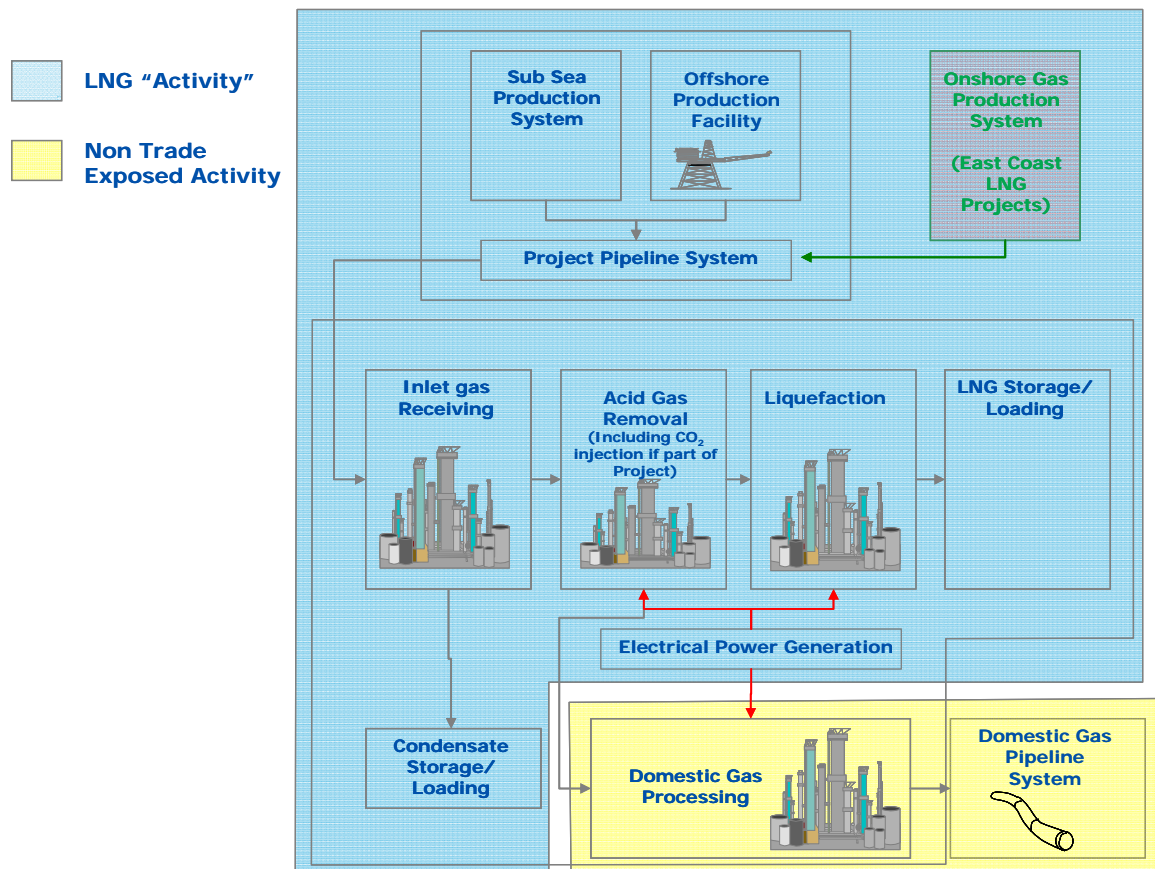 LNG “Activity”
Non Trade
Exposed Activity
Sub Sea
Production
System
Offshore
Production
Facility
Onshore Gas
Production
System
(East Coast
LNG
Projects)
Project Pipeline System
Inlet gas
Receiving
Acid Gas
Removal
(Including CO₂
injection if part of
Project)
Liquefaction
LNG Storage/
Loading
Electrical Power Generation
Condensate
Storage/
Loading
Domestic Gas
Processing
Domestic Gas
Pipeline
System